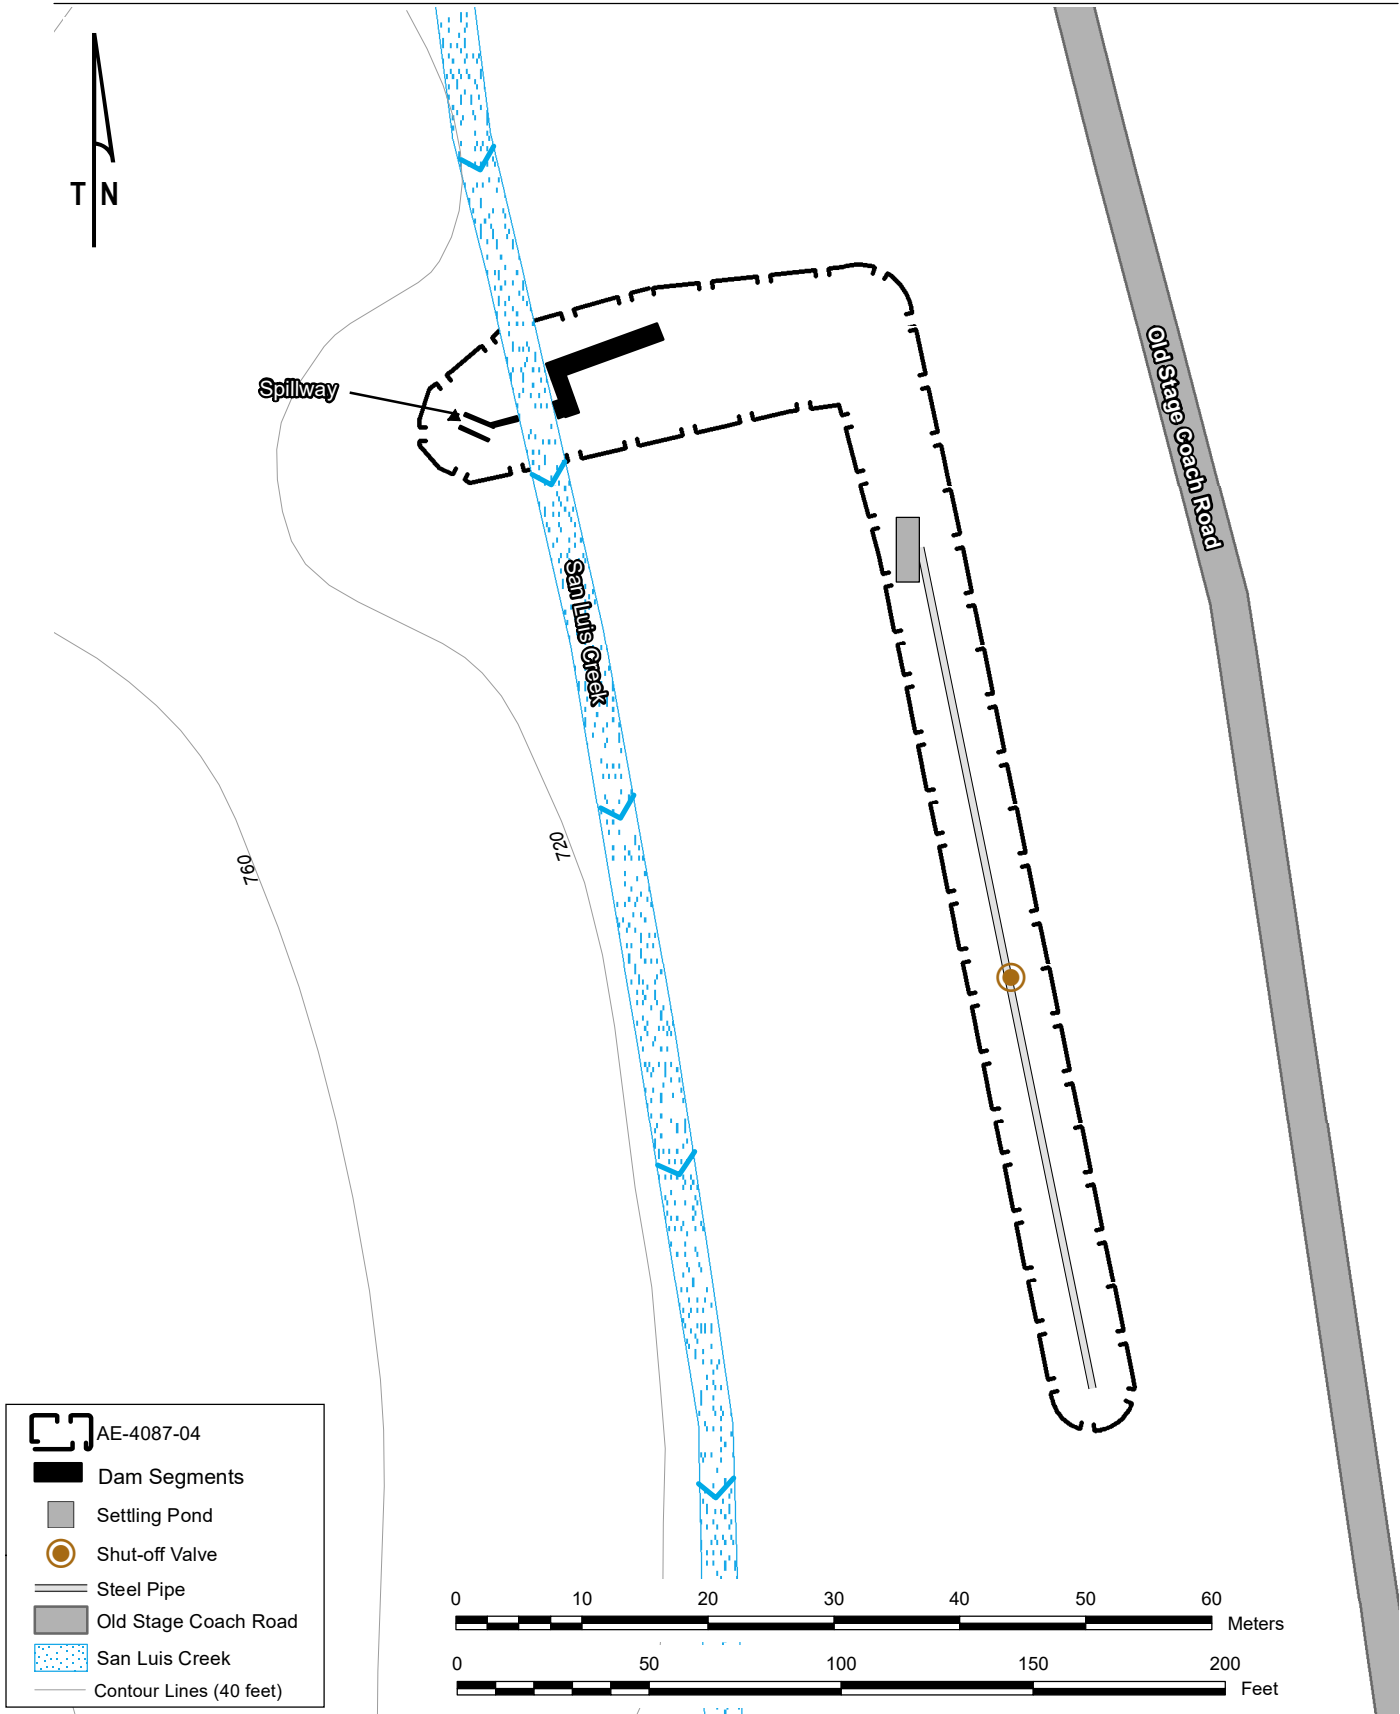 T N
Old Stage Coach Road
Spillway
San Luis Creek
720
760
AE-4087-04
Dam Segments
Settling Pond
Shut-off Valve
Steel Pipe
Old Stage Coach Road
San Luis Creek
Contour Lines (40 feet)
0 10 20 30 40 50 60
Meters
0 50 100 150 200
Feet